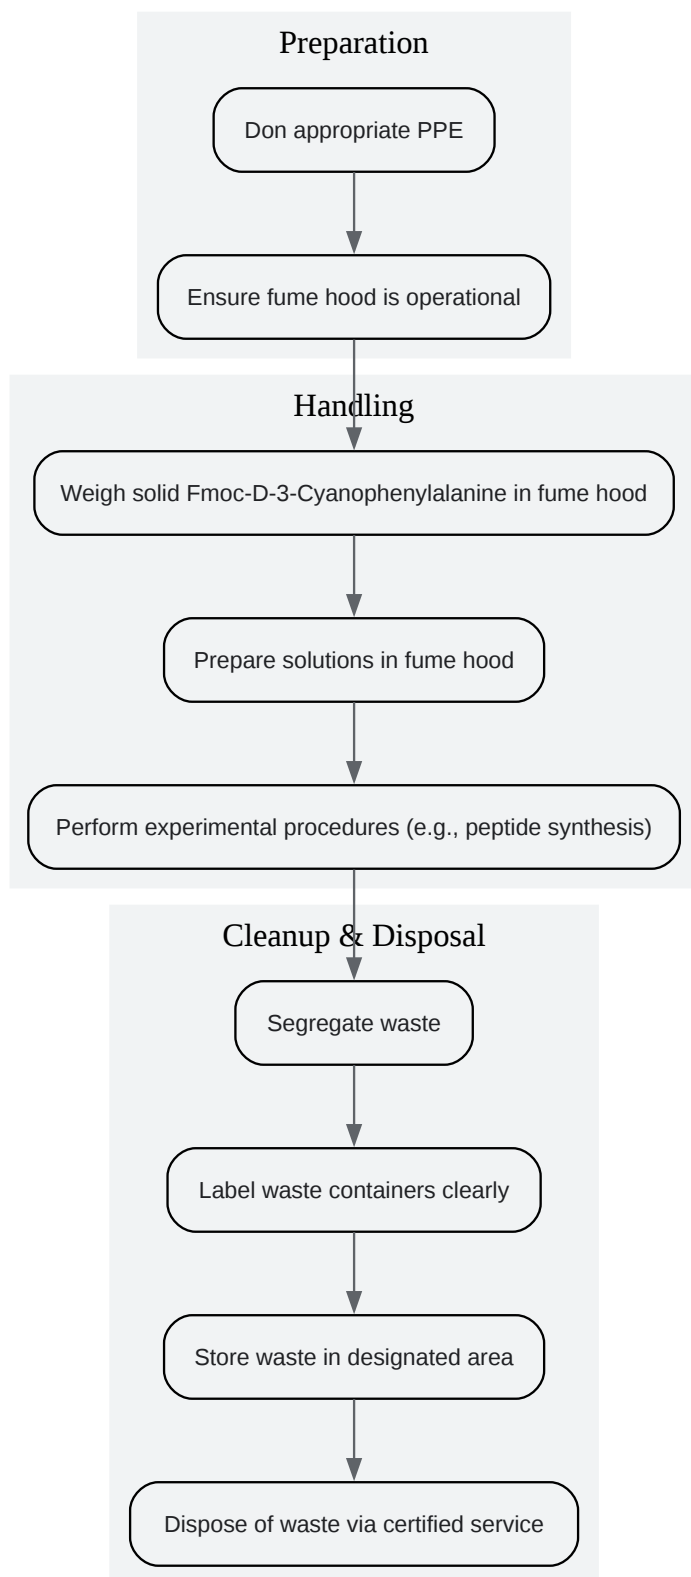 Preparation
Don appropriate PPE
Ensure fume hood is operational
Handling
Weigh solid Fmoc-D-3-Cyanophenylalanine in fume hood
Prepare solutions in fume hood
Perform experimental procedures (e.g., peptide synthesis)
Cleanup & Disposal
Segregate waste
Label waste containers clearly
Store waste in designated area
Dispose of waste via certified service